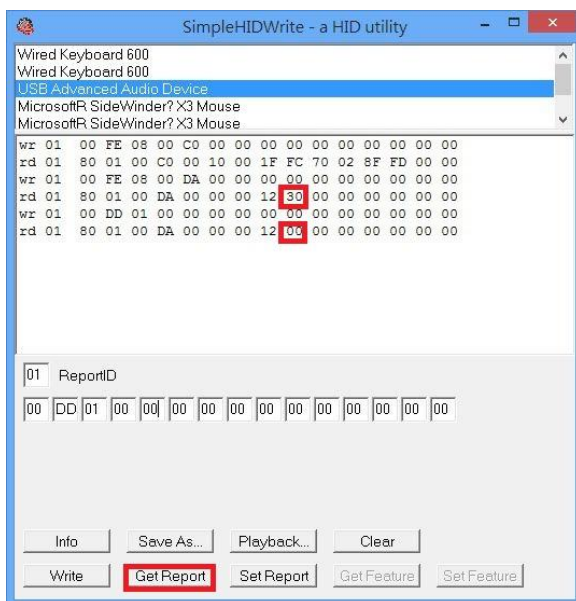 SimpleHIDWrite - a HID utility
Wired Keyboard 600
Wired Keyboard 600
USB Advanced Audio Device
MicrosoftR SideWinder? X3 Mouse
MicrosoftR SideWinder? X3 Mouse
wr 01 00 FE 08 00 C0 00 00 00 00 00 00 00 00 00 00
rd 01 80 01 00 C0 00 10 00 1F FC 70 02 8F FD 00 00
wr 01 00 FE 08 00 DA 00 00 00 00 00 00 00 00 00 00
rd 01 80 01 00 DA 00 00 00 12 30 00 00 00 00 00 00
wr 01 00 DD 01 00 00 00 00 00 00 00 00 00 00 00 00
rd 01 80 01 00 DA 00 00 00 12 00 00 00 00 00 00 00
01 ReportID
00 DD 01 00 00 00 00 00 00 00 00 00 00 00 00
Info Save As... Playback... Clear
Write Get Report Set Report Get Feature Set Feature